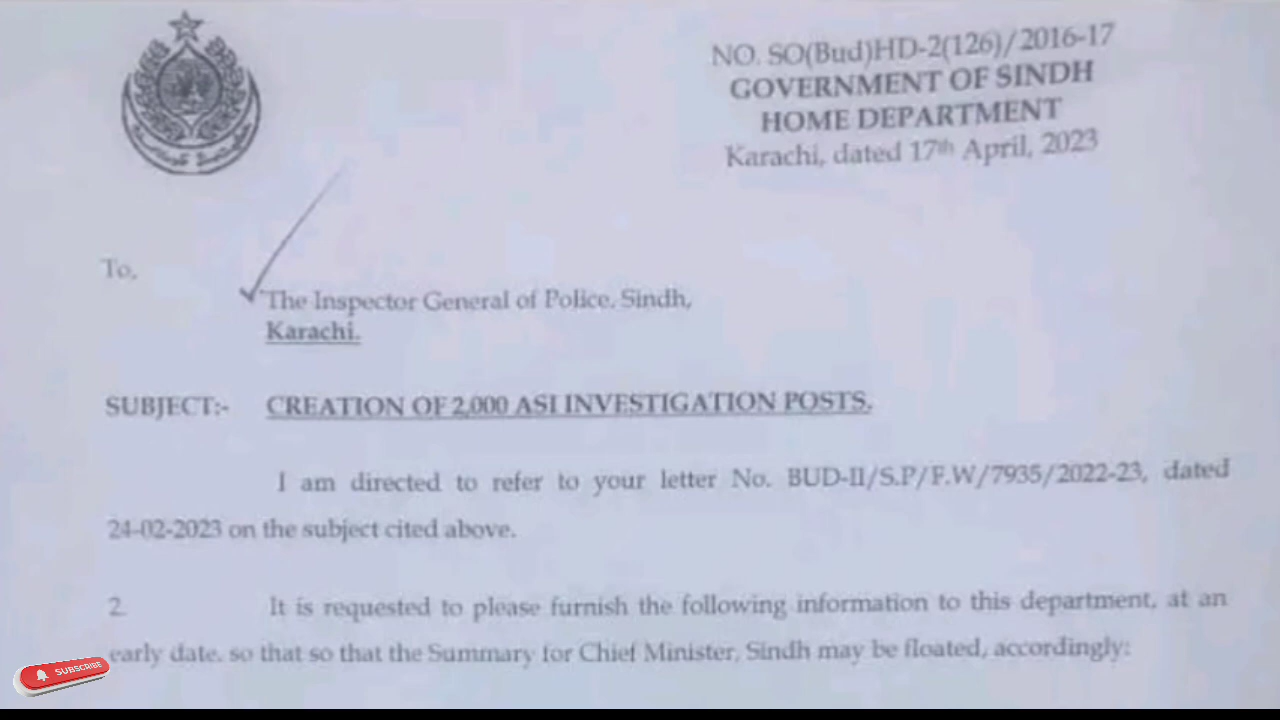 NO. SO(Bud)HD-2(126)/2016-17
GOVERNMENT OF SINDH
HOME DEPARTMENT
Karachi, dated 17th April, 2023
To,
The Inspector General of Police. Sindh,
Karachi.
SUBJECT:- CREATION OF 2,000 ASI INVESTIGATION POSTS.
I am directed to refer to your letter No. BUD-II/S.P/F.W/7935/2022-23, dated
24-02-2023 on the subject cited above.
2. It is requested to please furnish the following information to this department, at an
early date. so that so that the Summary for Chief Minister, Sindh may be floated, accordingly:
SUBSCRIBE